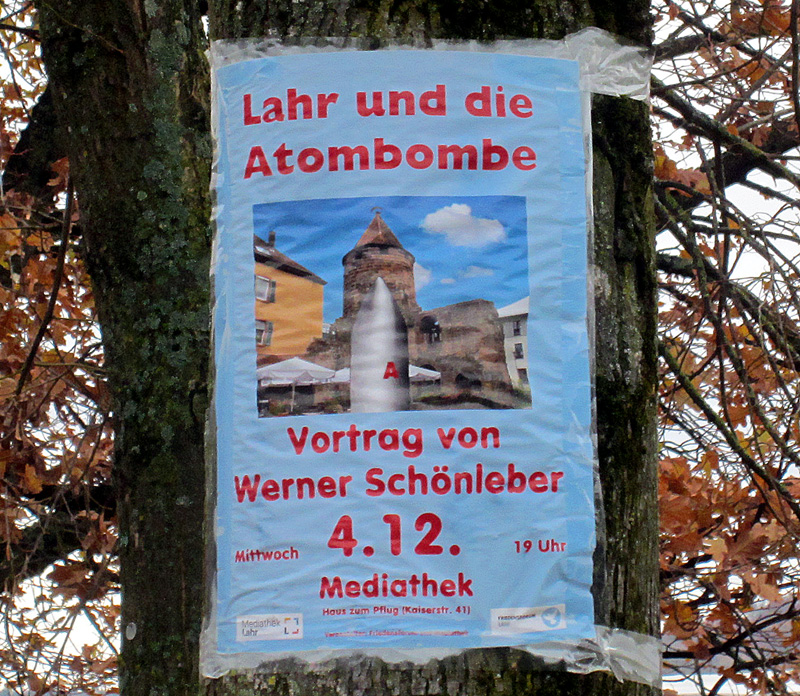 Lahr und die
Atombombe
A
Vortrag von
Werner Schönleber
4.12.
Mittwoch
19 Uhr
Mediathek
Haus zum Pflug (Kaiserstr. 41)
Mediathek
Lahr
FRIEDENSFORUM